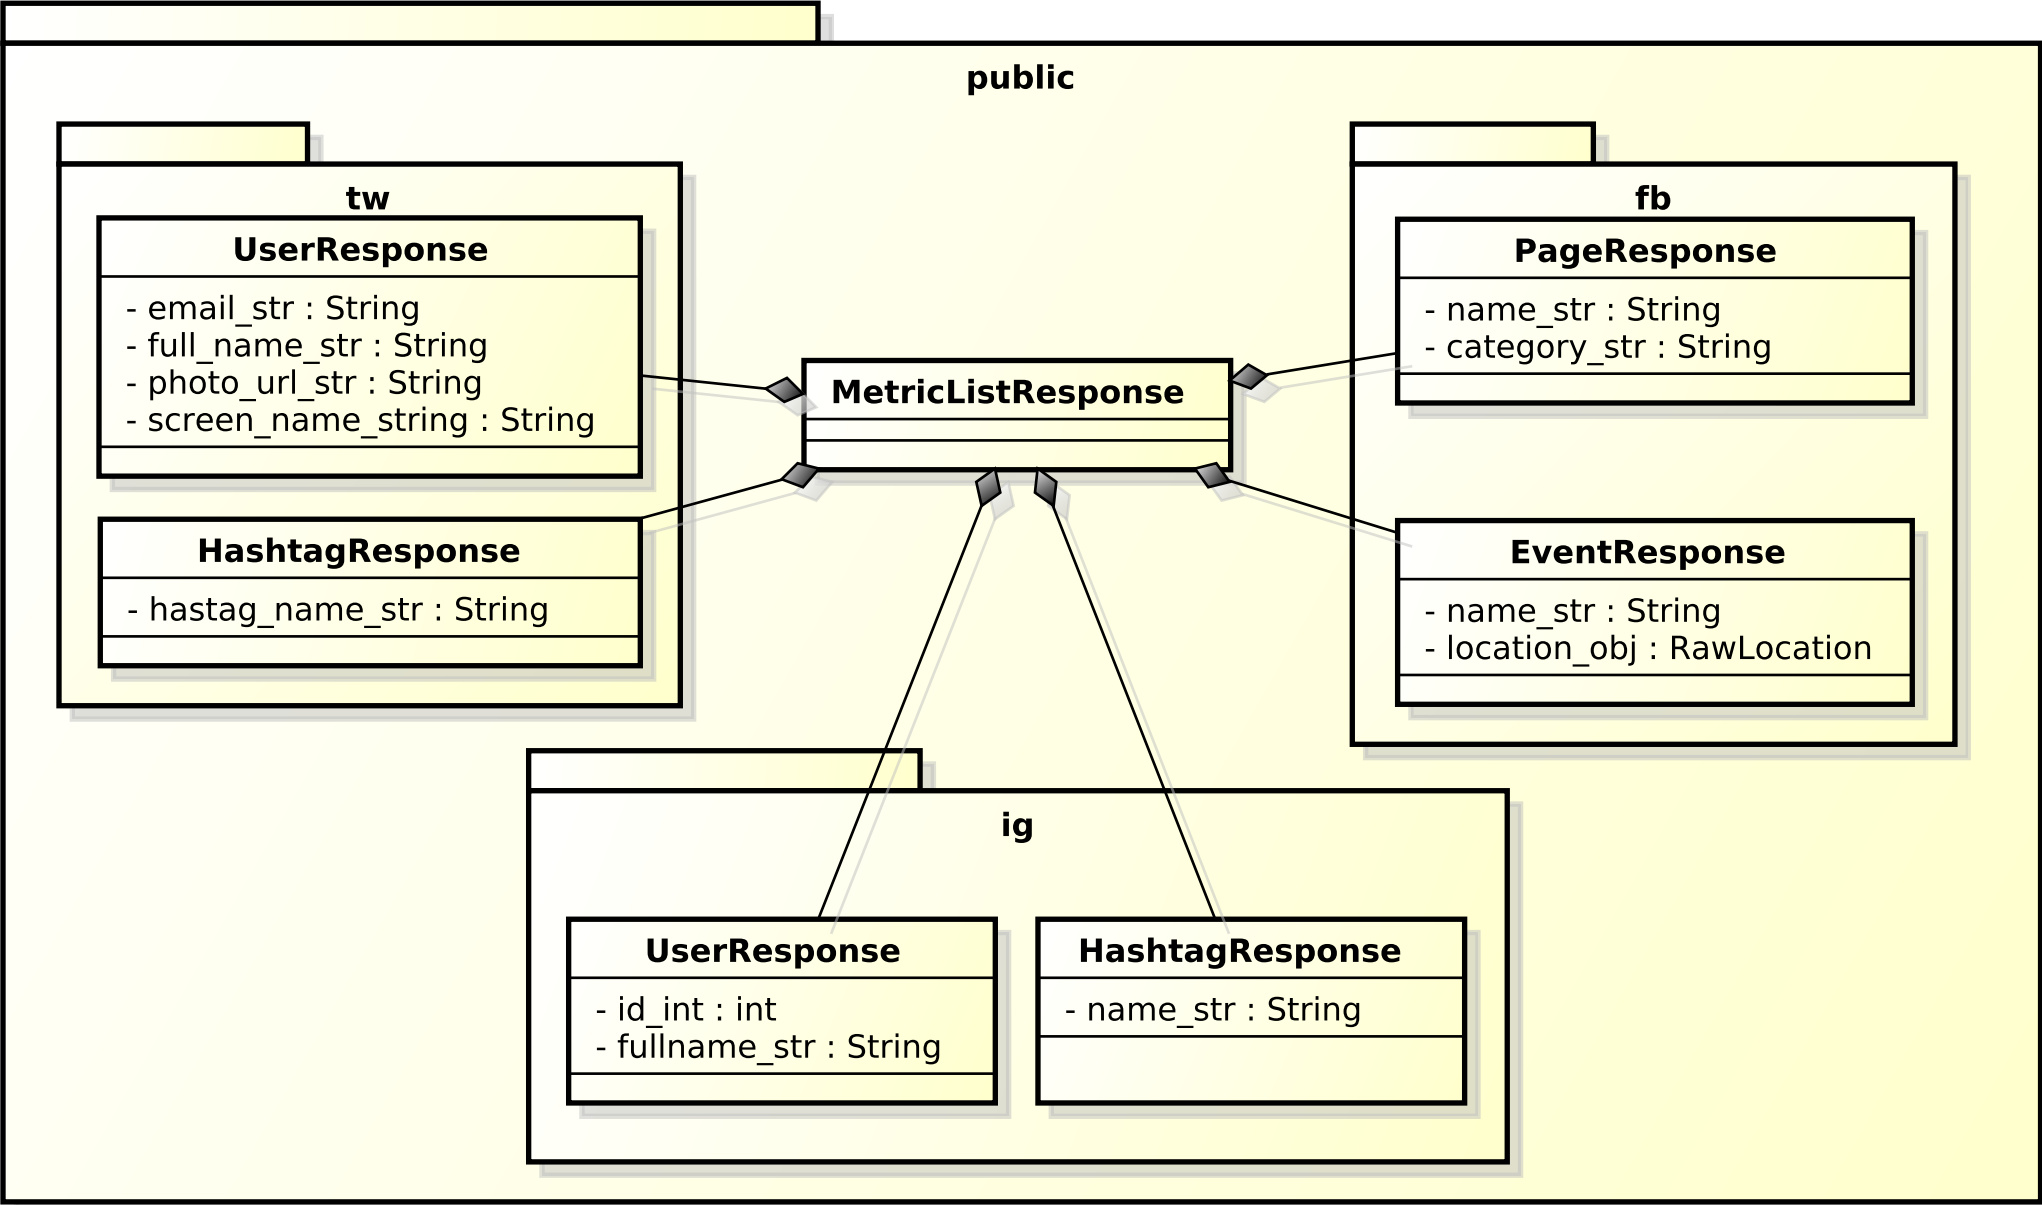 public
tw
UserResponse
- email_str : String
- full_name_str : String
- photo_url_str : String
- screen_name_string : String
HashtagResponse
- hastag_name_str : String
MetricListResponse
fb
PageResponse
- name_str : String
- category_str : String
EventResponse
- name_str : String
- location_obj : RawLocation
ig
UserResponse
- id_int : int
- fullname_str : String
HashtagResponse
- name_str : String